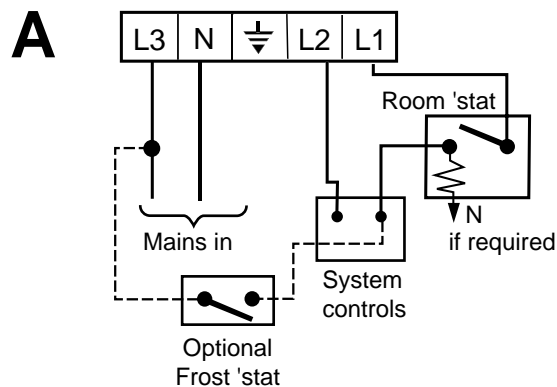 A
L3 N L2 L1
Room 'stat
N
if required
Mains in
System
controls
Optional
Frost 'stat